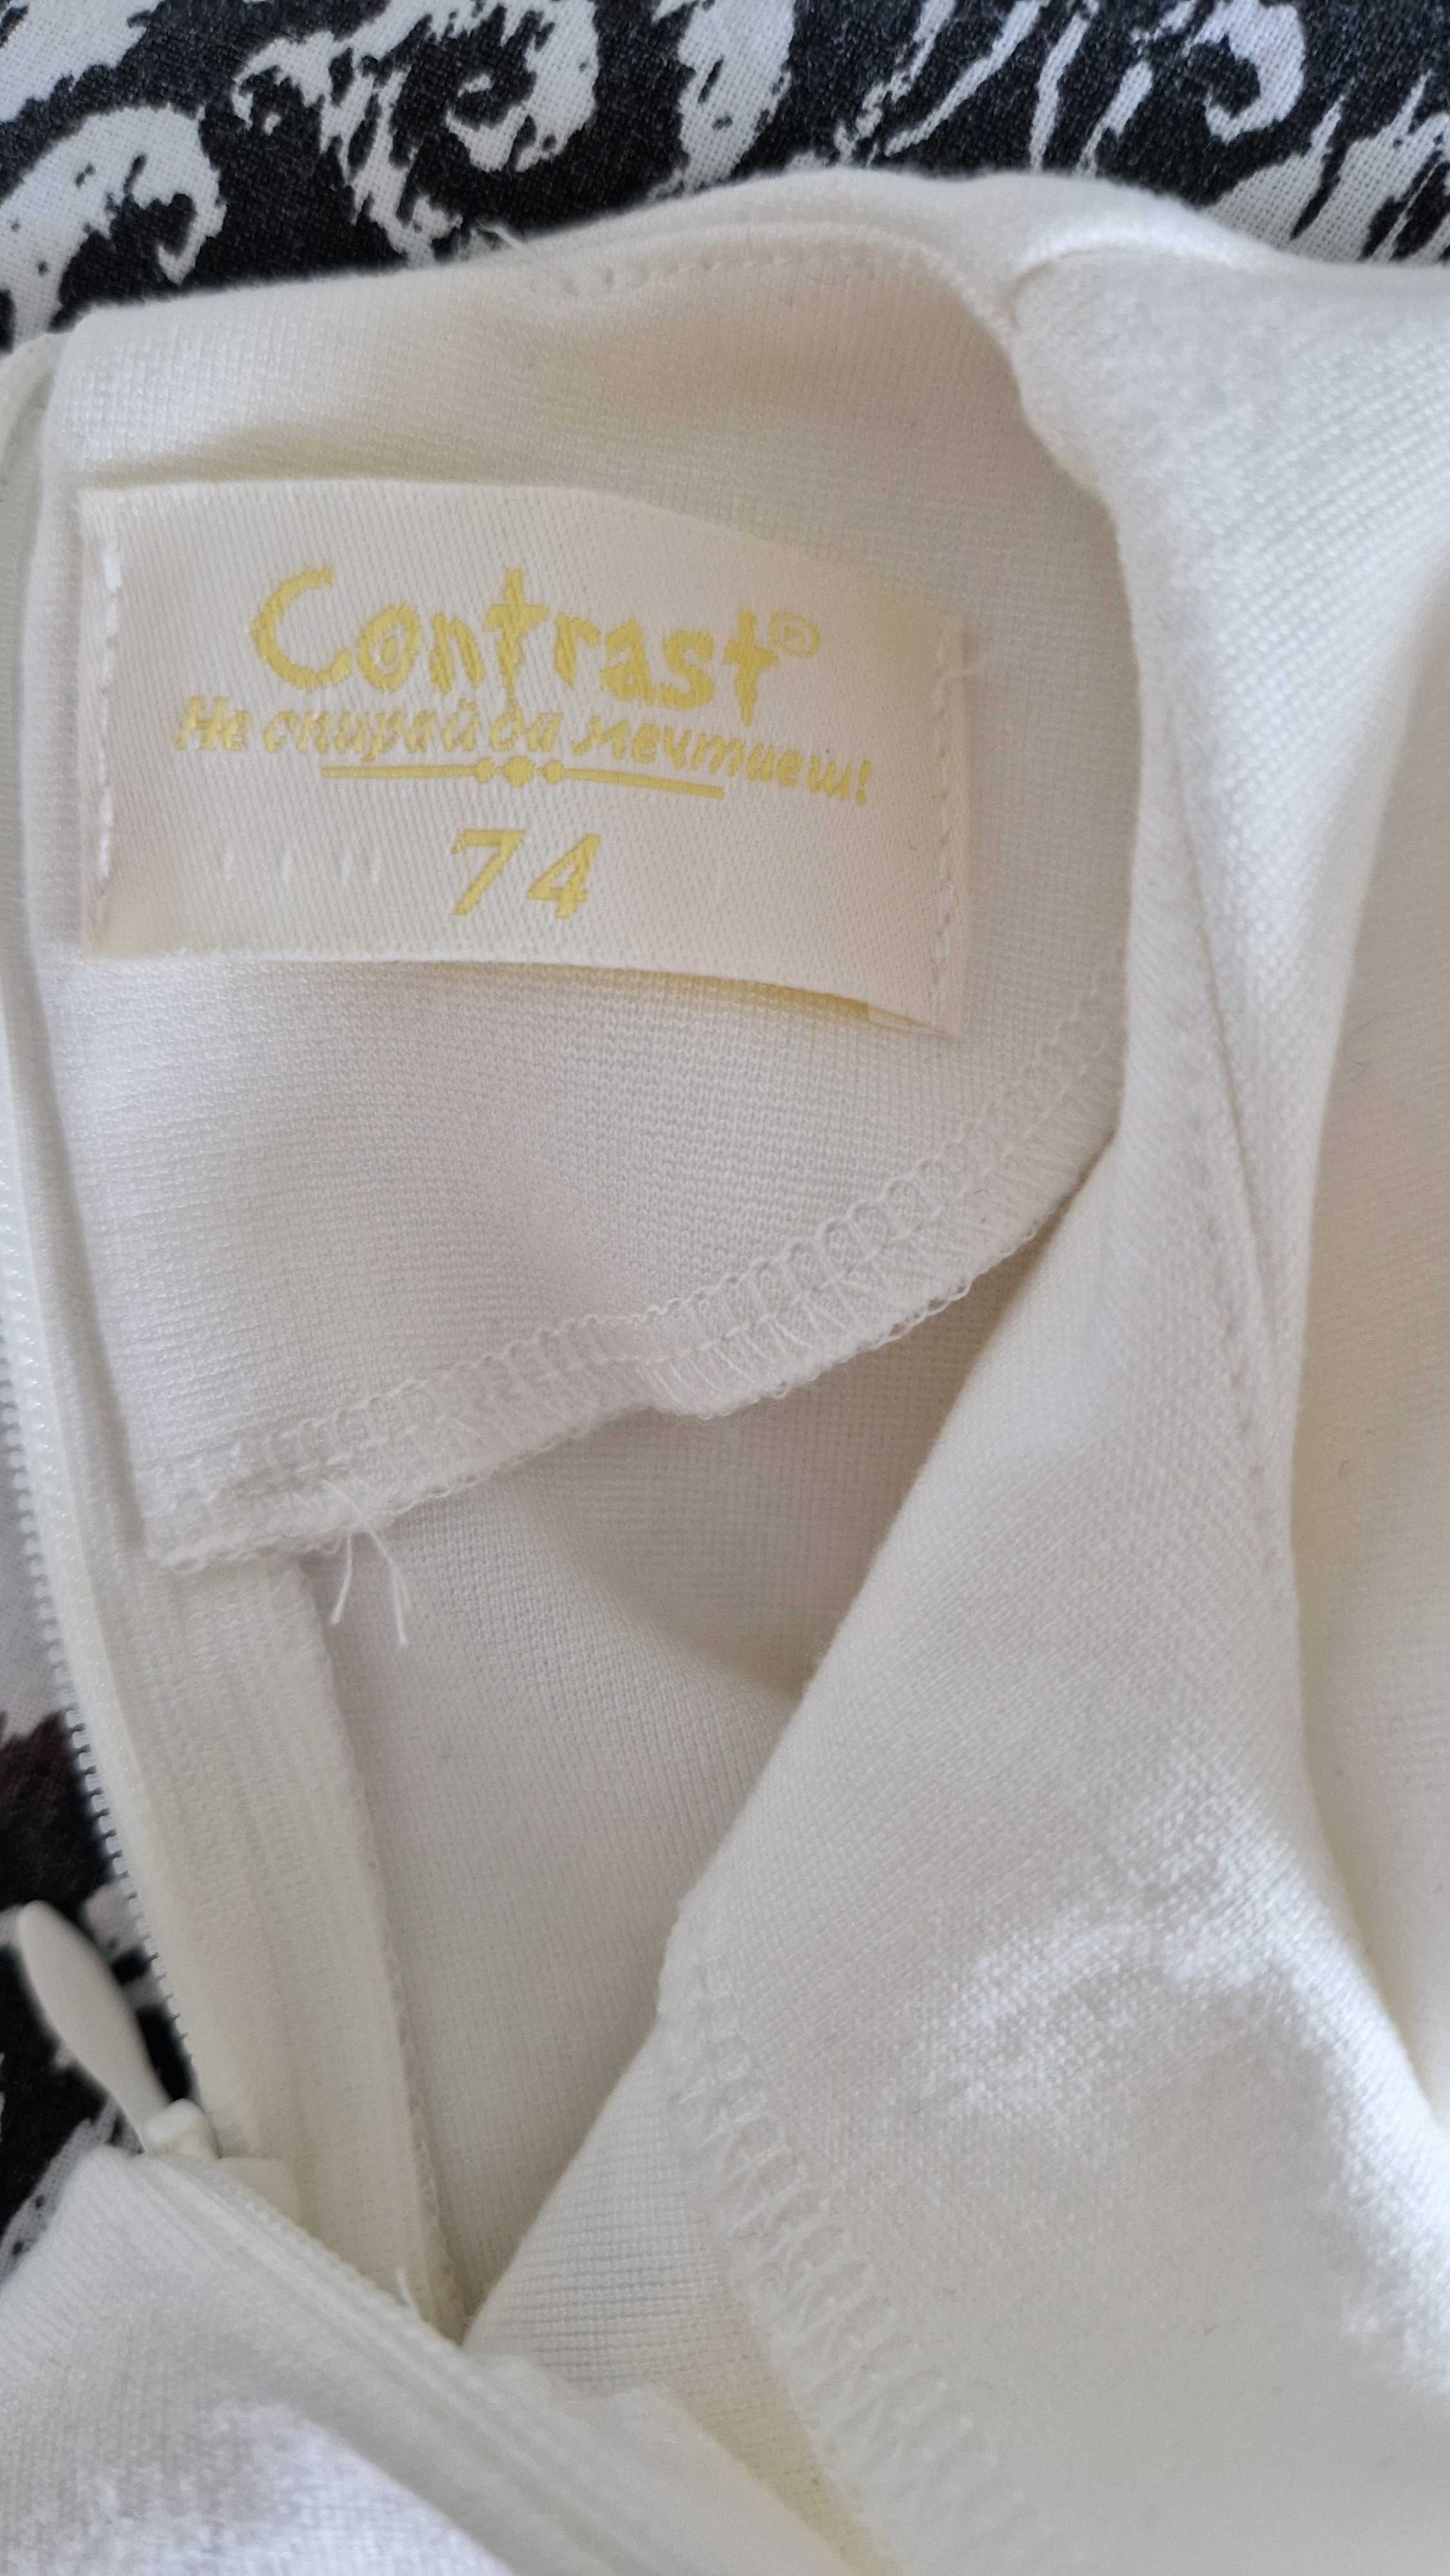 Contrast®
Не спирай да мечтаеш!
74